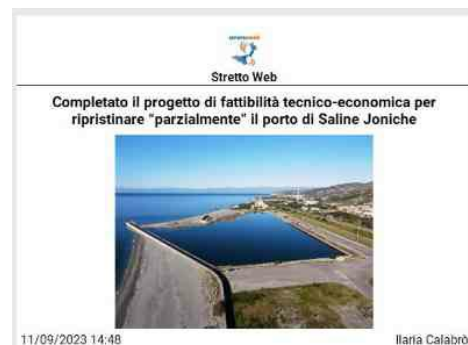 Stretto Web
Completato il progetto di fattibilità tecnico-economica per
ripristinare "parzialmente" il porto di Saline Joniche
11/09/2023 14:48
Ilaria Calabrò